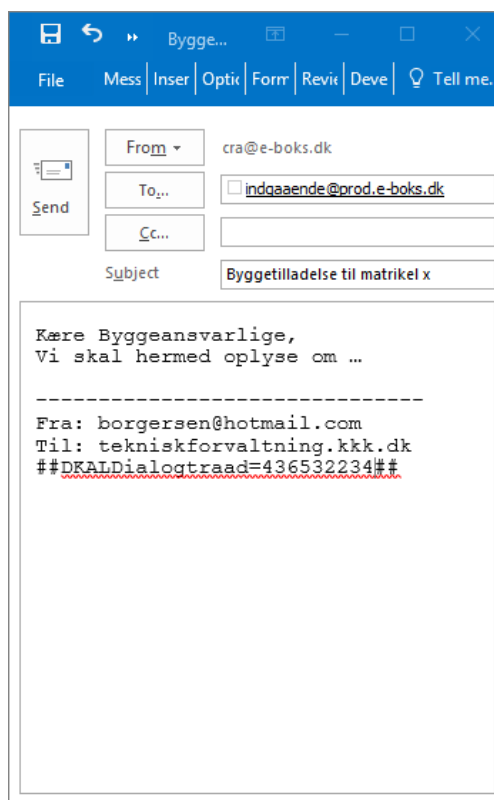 Bygge...
File Mess Inser Optic Forr Revie Deve Tell me.
From
cra@e-boks.dk
Send
To...
indgaaende@prod.e-boks.dk
Cc...
Subject
Byggetilladelse til matrikel x
Kære Byggeansvarlige,
Vi skal hermed oplyse om …
-------------------------------
Fra: borgersen@hotmail.com
Til: tekniskforvaltning.kkk.dk
##DKALDialogtraad=436532234##